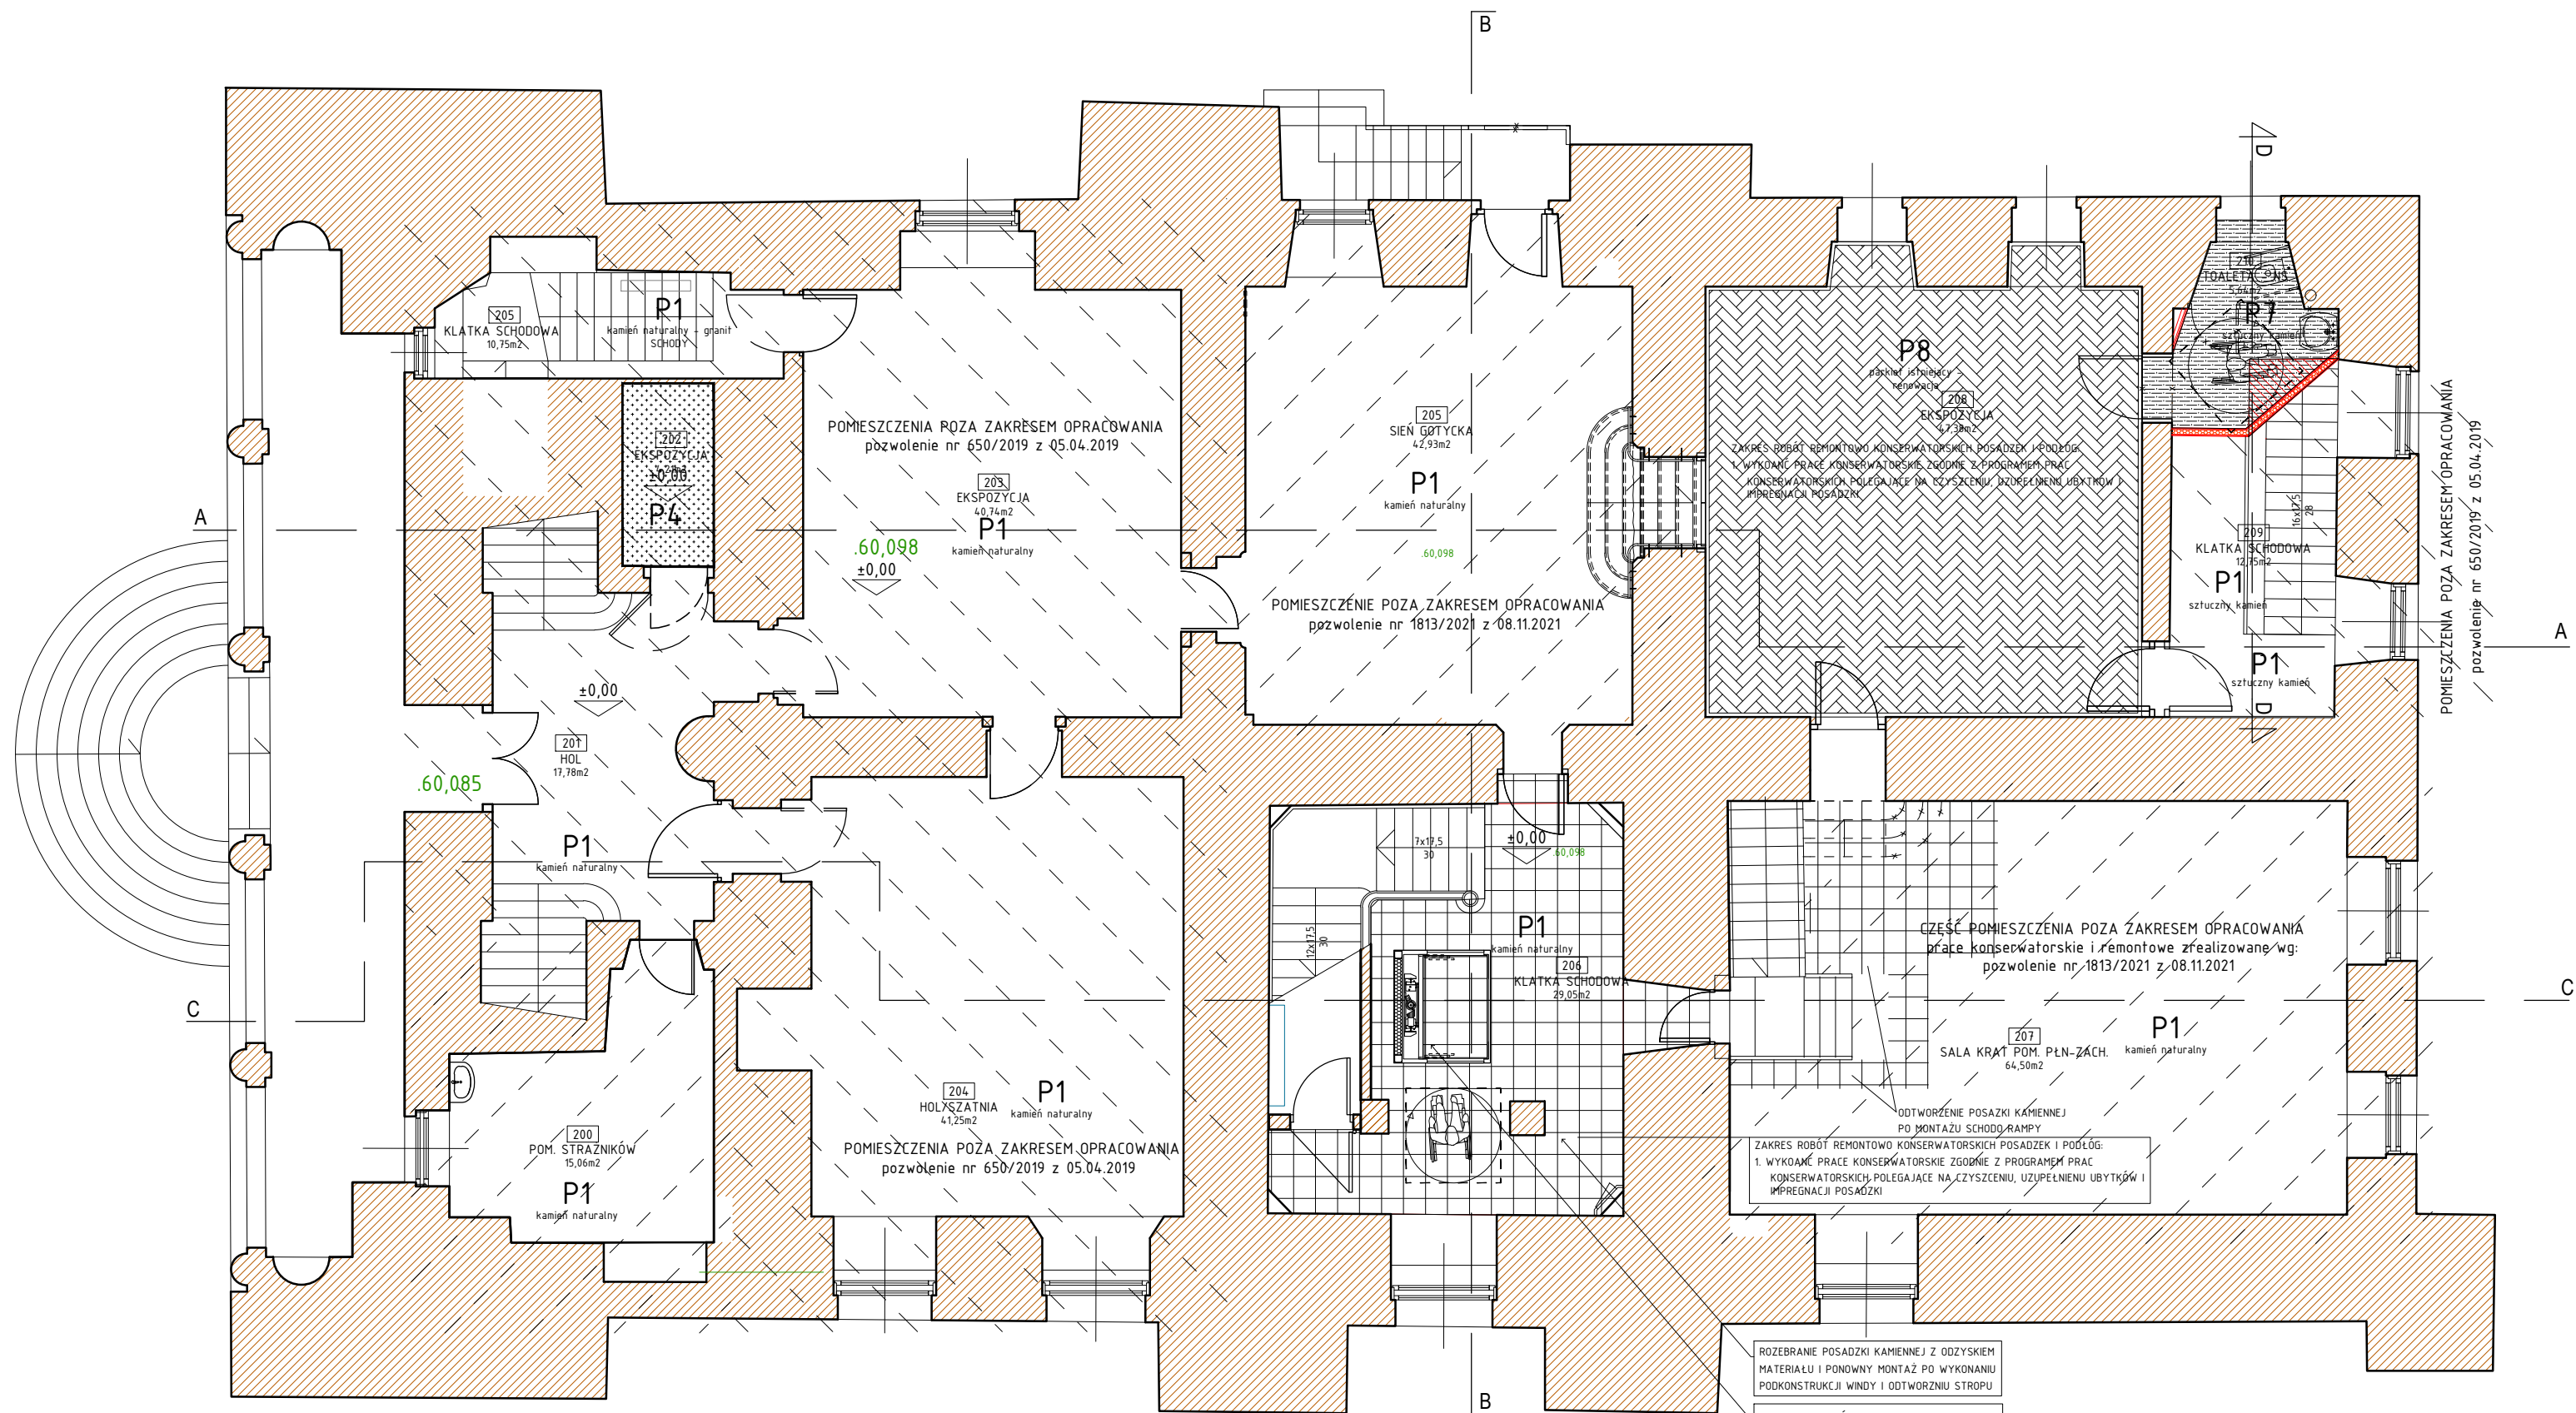 B
D
205
KLATKA SCHODOWA
10,75m2
P1
kamień naturalny - granit
SCHODY
202
EKSPOZYCJA
±0,00
P4
POMIESZCZENIA POZA ZAKRESEM OPRACOWANIA
pozwolenie nr 650/2019 z 05.04.2019
203
EKSPOZYCJA
40,74m2
P1
kamień naturalny
.60,098
±0,00
205
SIEŃ GOTYCKA
42,93m2
P1
kamień naturalny
.60,098
POMIESZCZENIE POZA ZAKRESEM OPRACOWANIA
pozwolenie nr 1813/2021 z 08.11.2021
P8
parkiet istniejący -
renowacja
208
EKSPOZYCJA
47,38m2
ZAKRES ROBÓT REMONTOWO KONSERWATORSKICH POSADZEK I PODŁÓG:
1. WYKOANĆ PRACE KONSERWATORSKIE ZGODNIE Z PROGRAMEM PRAC
KONSERWATORSKICH POLEGAJĄCE NA CZYSZCENIU, UZUPEŁNIENU UBYTKÓW I
IMPREGNACJI POSADZKI
TOALETA
5,64m2
P7
sztuczny kamień
16x17,5
28
209
KLATKA SCHODOWA
12,75m2
P1
sztuczny kamień
P1
sztuczny kamień
D
POMIESZCZENIA POZA ZAKRESEM OPRACOWANIA
pozwolenie nr 650/2019 z 05.04.2019
A
A
±0,00
201
HOL
17,78m2
.60,085
P1
kamień naturalny
C
C
200
POM. STRAŻNIKÓW
15,06m2
P1
kamień naturalny
204
HOL/SZATNIA
41,25m2
P1
kamień naturalny
POMIESZCZENIA POZA ZAKRESEM OPRACOWANIA
pozwolenie nr 650/2019 z 05.04.2019
7x17,5
30
12x17,5
30
±0,00
.60,098
P1
kamień naturalny
206
KLATKA SCHODOWA
29,05m2
CZĘŚĆ POMIESZCZENIA POZA ZAKRESEM OPRACOWANIA
prace konserwatorskie i remontowe zrealizowane wg:
pozwolenie nr 1813/2021 z 08.11.2021
207
SALA KRAT POM. PŁN-ZACH.
64,50m2
P1
kamień naturalny
ODTWORZENIE POSAZKI KAMIENNEJ
PO MONTAŻU SCHODO RAMPY
ZAKRES ROBÓT REMONTOWO KONSERWATORSKICH POSADZEK I PODŁÓG:
1. WYKOANĆ PRACE KONSERWATORSKIE ZGODNIE Z PROGRAMEM PRAC
KONSERWATORSKICH POLEGAJĄCE NA CZYSZCENIU, UZUPEŁNIENU UBYTKÓW I
IMPREGNACJI POSADZKI
ROZEBRANIE POSADZKI KAMIENNEJ Z ODZYSKIEM
MATERIAŁU I PONOWNY MONTAŻ PO WYKONANIU
PODKONSTRUKCJI WINDY I ODTWORZNIU STROPU
B